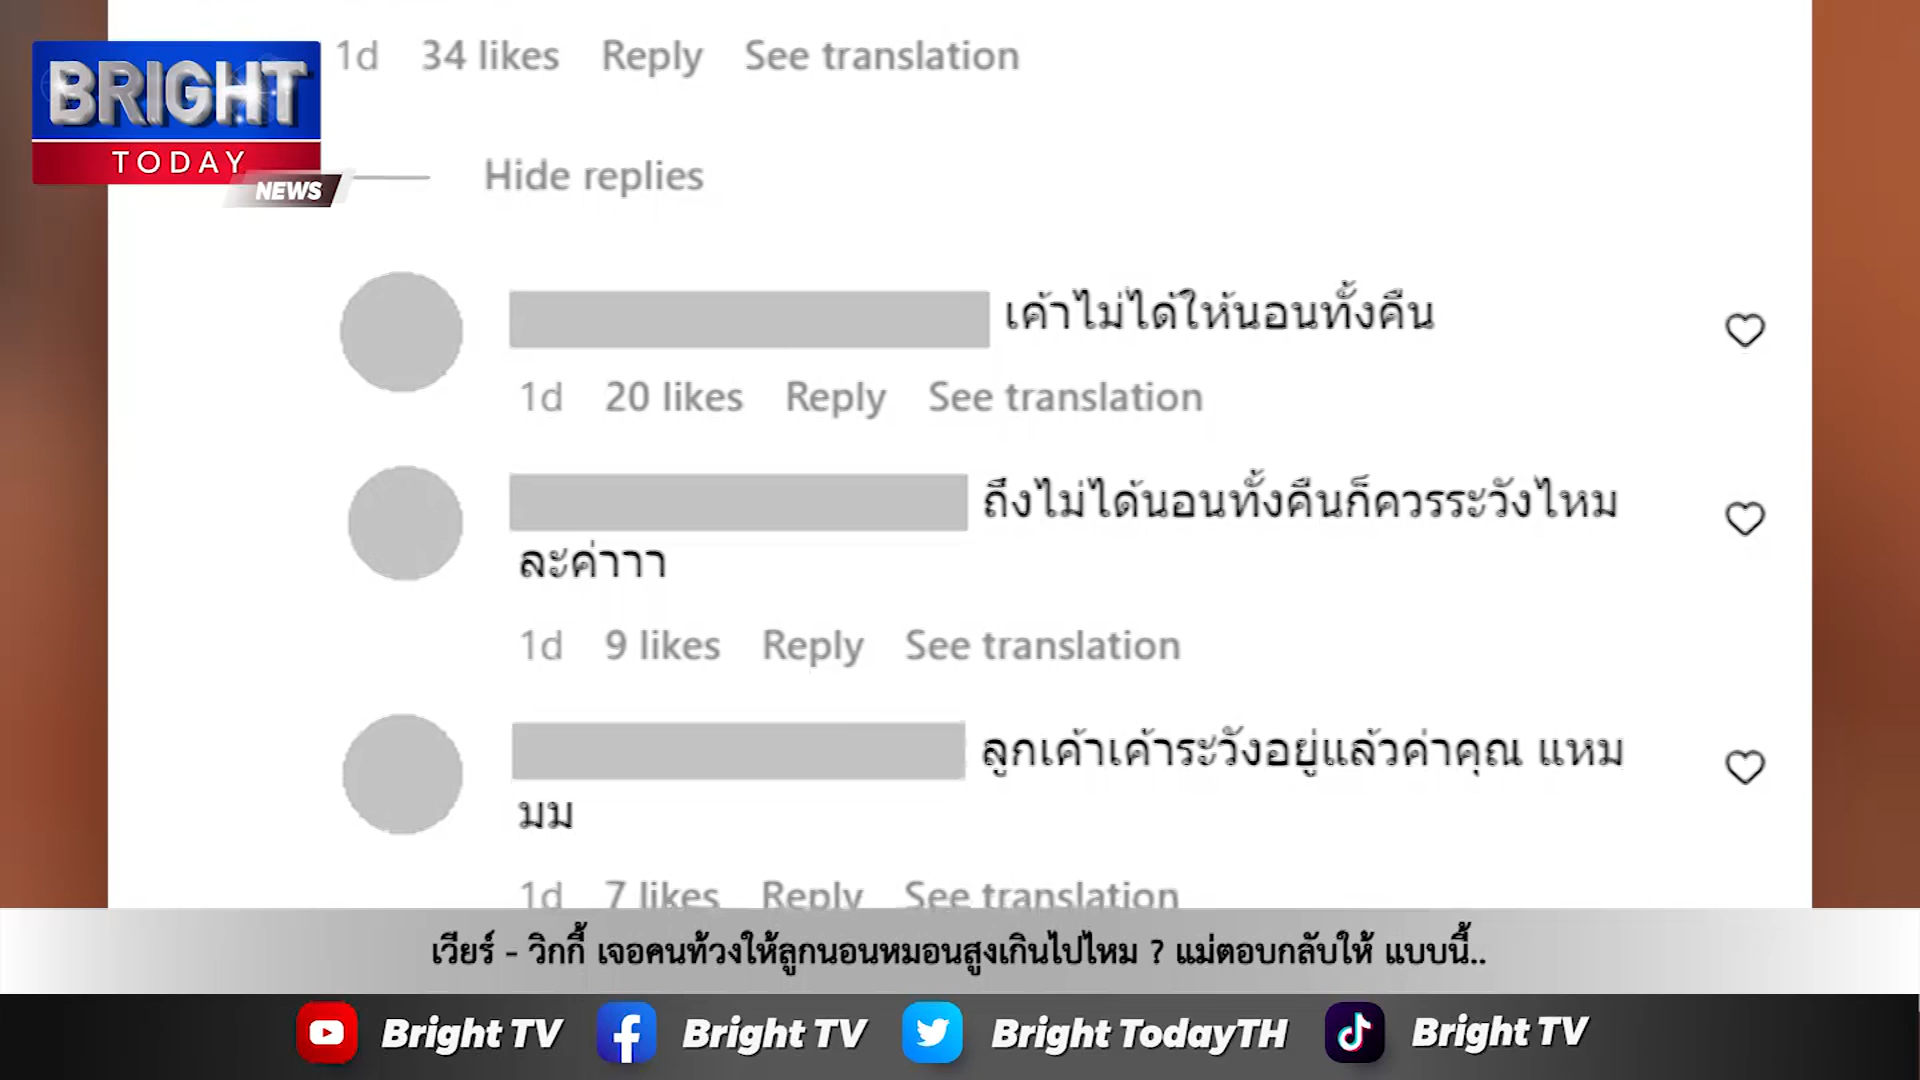 BRIGHT
TODAY
NEWS
1d 34 likes Reply See translation
Hide replies
เค้าไม่ได้ให้นอนทั้งคืน
1d 20 likes Reply See translation
ถึงไม่ได้นอนทั้งคืนก็ควรระวังไหม
ละค่าาา
1d 9 likes Reply See translation
ลูกเค้าเค้าระวังอยู่แล้วค่าคุณ แหม
มม
1d 7 likes Reply See translation
เวียร์ - วิกกี้ เจอคนท้วงให้ลูกนอนหมอนสูงเกินไปไหม ? แม่ตอบกลับให้ แบบนี้..
Bright TV Bright TV Bright TodayTH Bright TV